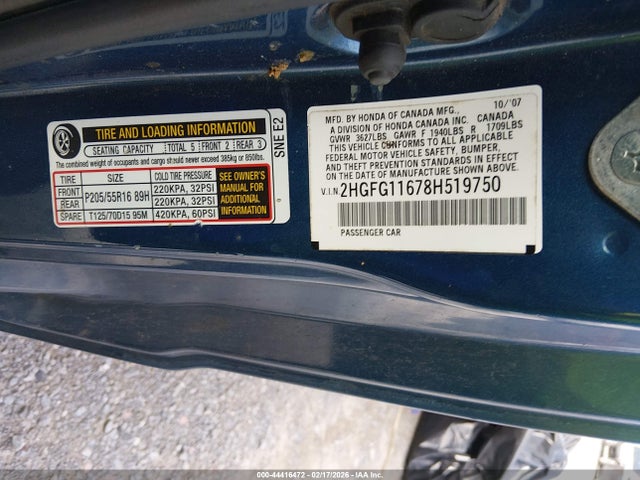 TIRE AND LOADING INFORMATION
SEATING CAPACITY TOTAL 5 FRONT 2 REAR 3
The combined weight of occupants and cargo should never exceed 385kg or 850lbs.
TIRE SIZE COLD TIRE PRESSURE
FRONT P205/55R16 89H 220KPA, 32PSI
REAR 220KPA, 32PSI
SPARE T125/70D15 95M 420KPA, 60PSI
SEE OWNER'S
MANUAL FOR
ADDITIONAL
INFORMATION
SNE E2
10/'07
MFD. BY HONDA OF CANADA MFG.,
A DIVISION OF HONDA CANADA INC. CANADA
GVWR 3627LBS GAWR F 1940LBS R 1709LBS
THIS VEHICLE CONFORMS TO ALL APPLICABLE
FEDERAL MOTOR VEHICLE SAFETY, BUMPER,
AND THEFT PREVENTION STANDARDS IN EFFECT
ON THE DATE OF MANUFACTURE SHOWN ABOVE.
V.I.N. 2HGFG11678H519750
PASSENGER CAR
000-44416472 - 02/17/2026 - IAA Inc.